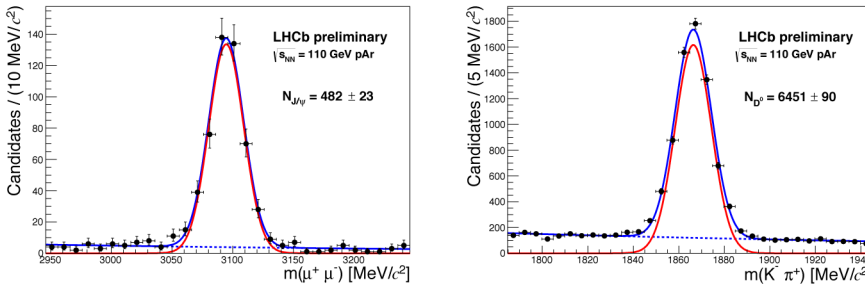 Candidates / (10 MeV/c²)
140
120
100
80
60
40
20
0
LHCb preliminary
√s_NN = 110 GeV pAr
N_J/ψ = 482 ± 23
2950 3000 3050 3100 3150 3200
m(μ⁺ μ⁻) [MeV/c²]
Candidates / (5 MeV/c²)
1800
1600
1400
1200
1000
800
600
400
200
0
LHCb preliminary
√s_NN = 110 GeV pAr
N_D⁰ = 6451 ± 90
1800 1820 1840 1860 1880 1900 1920
m(K⁻ π⁺) [MeV/c²]